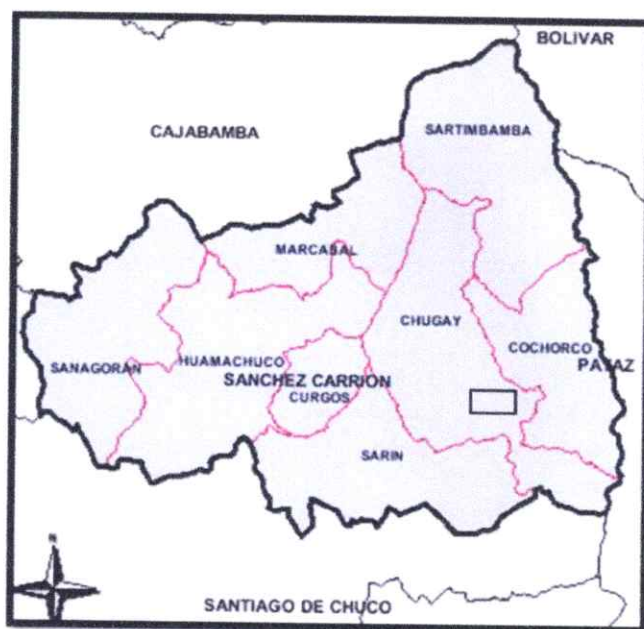 BOLIVAR
CAJABAMBA
SARTIMBAMBA
MARCABAL
CHUGAY
COCHORCO
PATAZ
SANAGORAN
HUAMACHUCO
SANCHEZ CARRION
CURGOS
SARIN
N
SANTIAGO DE CHUCO